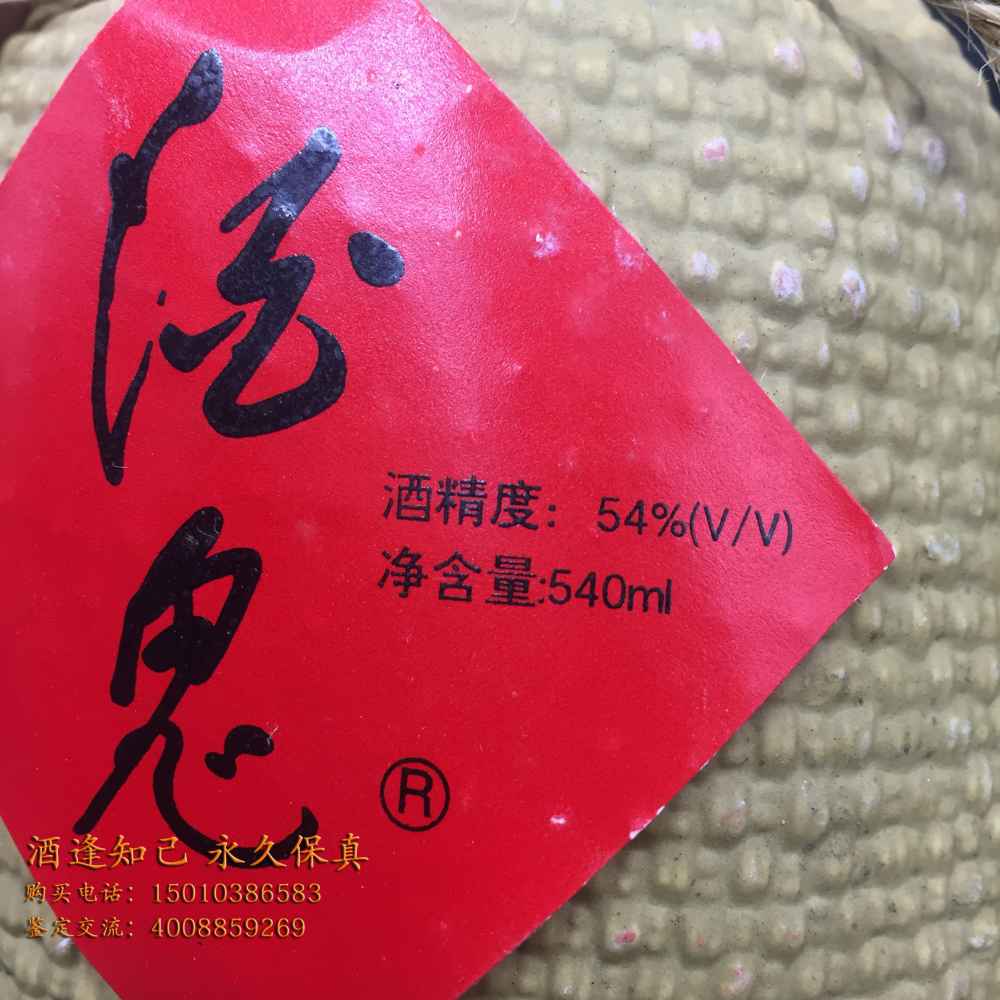 酒鬼
酒精度: 54%(V/V)
净含量:540ml
®
酒逢知己 永久保真
购买电话: 15010386583
鉴定交流: 4008859269